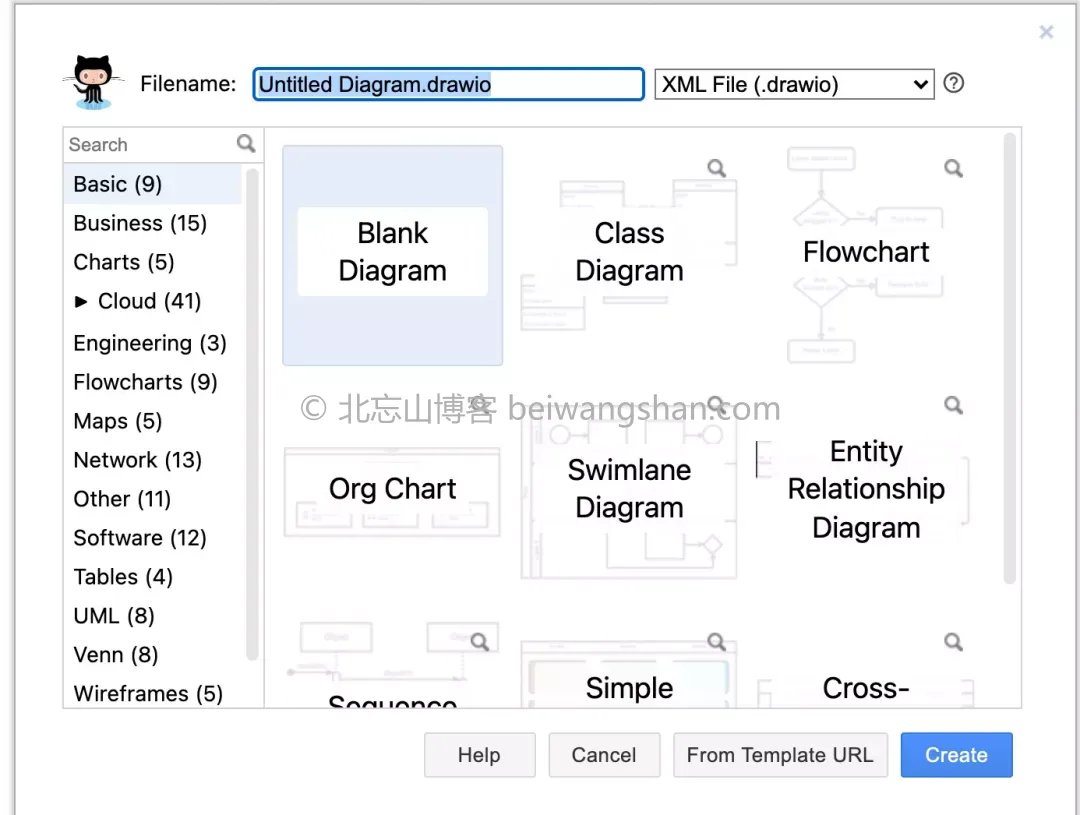 Filename:
Untitled Diagram.drawio
XML File (.drawio)
Search
Basic (9)
Business (15)
Charts (5)
Cloud (41)
Engineering (3)
Flowcharts (9)
Maps (5)
Network (13)
Other (11)
Software (12)
Tables (4)
UML (8)
Venn (8)
Wireframes (5)
Blank
Diagram
Class
Diagram
Flowchart
© 北忘山博客 beiwangshan.com
Org Chart
Swimlane
Diagram
Entity
Relationship
Diagram
Sequence
Simple
Cross-
Help
Cancel
From Template URL
Create